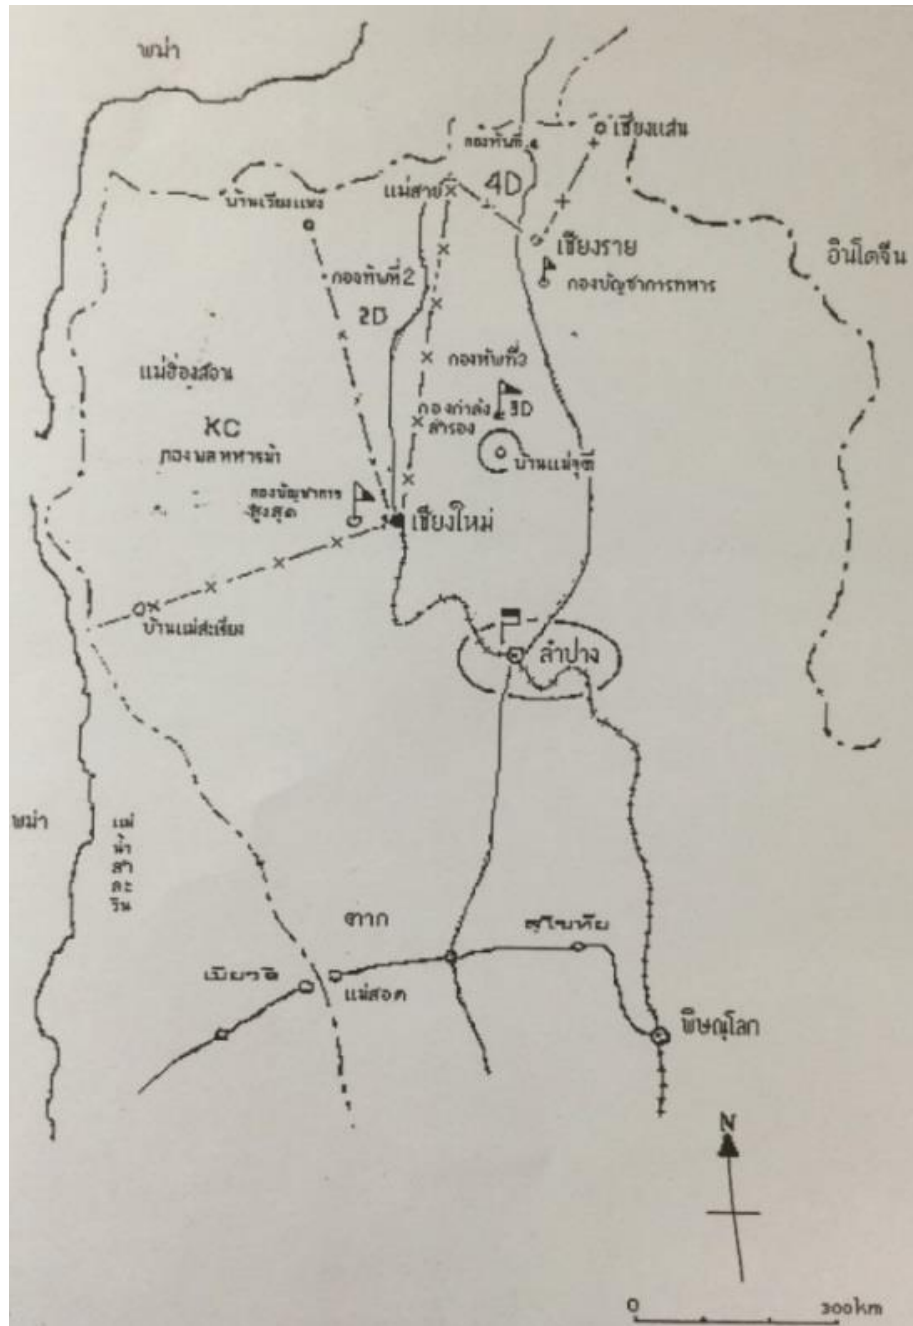 พม่า
เชียงแสน
กองทัพที่ 4
แม่สาย
4D
บ้านเวียงแหง
เชียงราย
อินโดจีน
กองทัพที่2
กองบัญชาการทหาร
2D
แม่ฮ่องสอน
กองทัพที่3
กองกำลัง
สำรอง
3D
KC
กองพลทหารม้า
บ้านแม่จุตี
กองบัญชาการ
สูงสุด
เชียงใหม่
บ้านแม่สะเรียง
ลำปาง
พม่า
แม่
น้ำ
สา
ละ
วิน
ตาก
สุโขทัย
เมียวดี
แม่สอด
พิษณุโลก
N
0
300km